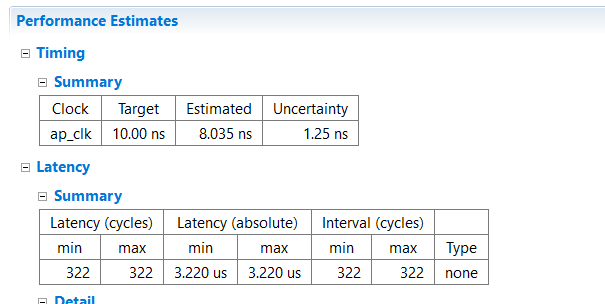 Performance Estimates
Timing
Summary
Clock Target Estimated Uncertainty
ap_clk 10.00 ns 8.035 ns 1.25 ns
Latency
Summary
Latency (cycles) Latency (absolute) Interval (cycles)
min max min max min max Type
322 322 3.220 us 3.220 us 322 322 none
Detail